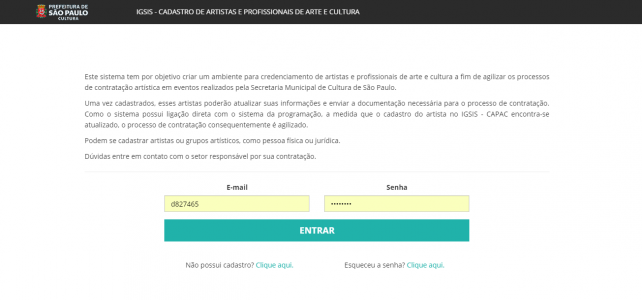 PREFEITURA DE
SÃO PAULO
CULTURA
IGSIS - CADASTRO DE ARTISTAS E PROFISSIONAIS DE ARTE E CULTURA
Este sistema tem por objetivo criar um ambiente para credenciamento de artistas e profissionais de arte e cultura a fim de agilizar os processos
de contratação artística em eventos realizados pela Secretaria Municipal de Cultura de São Paulo.
Uma vez cadastrados, esses artistas poderão atualizar suas informações e enviar a documentação necessária para o processo de contratação.
Como o sistema possui ligação direta com o sistema da programação, a medida que o cadastro do artista no IGSIS - CAPAC encontra-se
atualizado, o processo de contratação consequentemente é agilizado.
Podem se cadastrar artistas ou grupos artísticos, como pessoa física ou jurídica.
Dúvidas entre em contato com o setor responsável por sua contratação.
E-mail Senha
d827465 ••••••••
ENTRAR
Não possui cadastro? Clique aqui. Esqueceu a senha? Clique aqui.